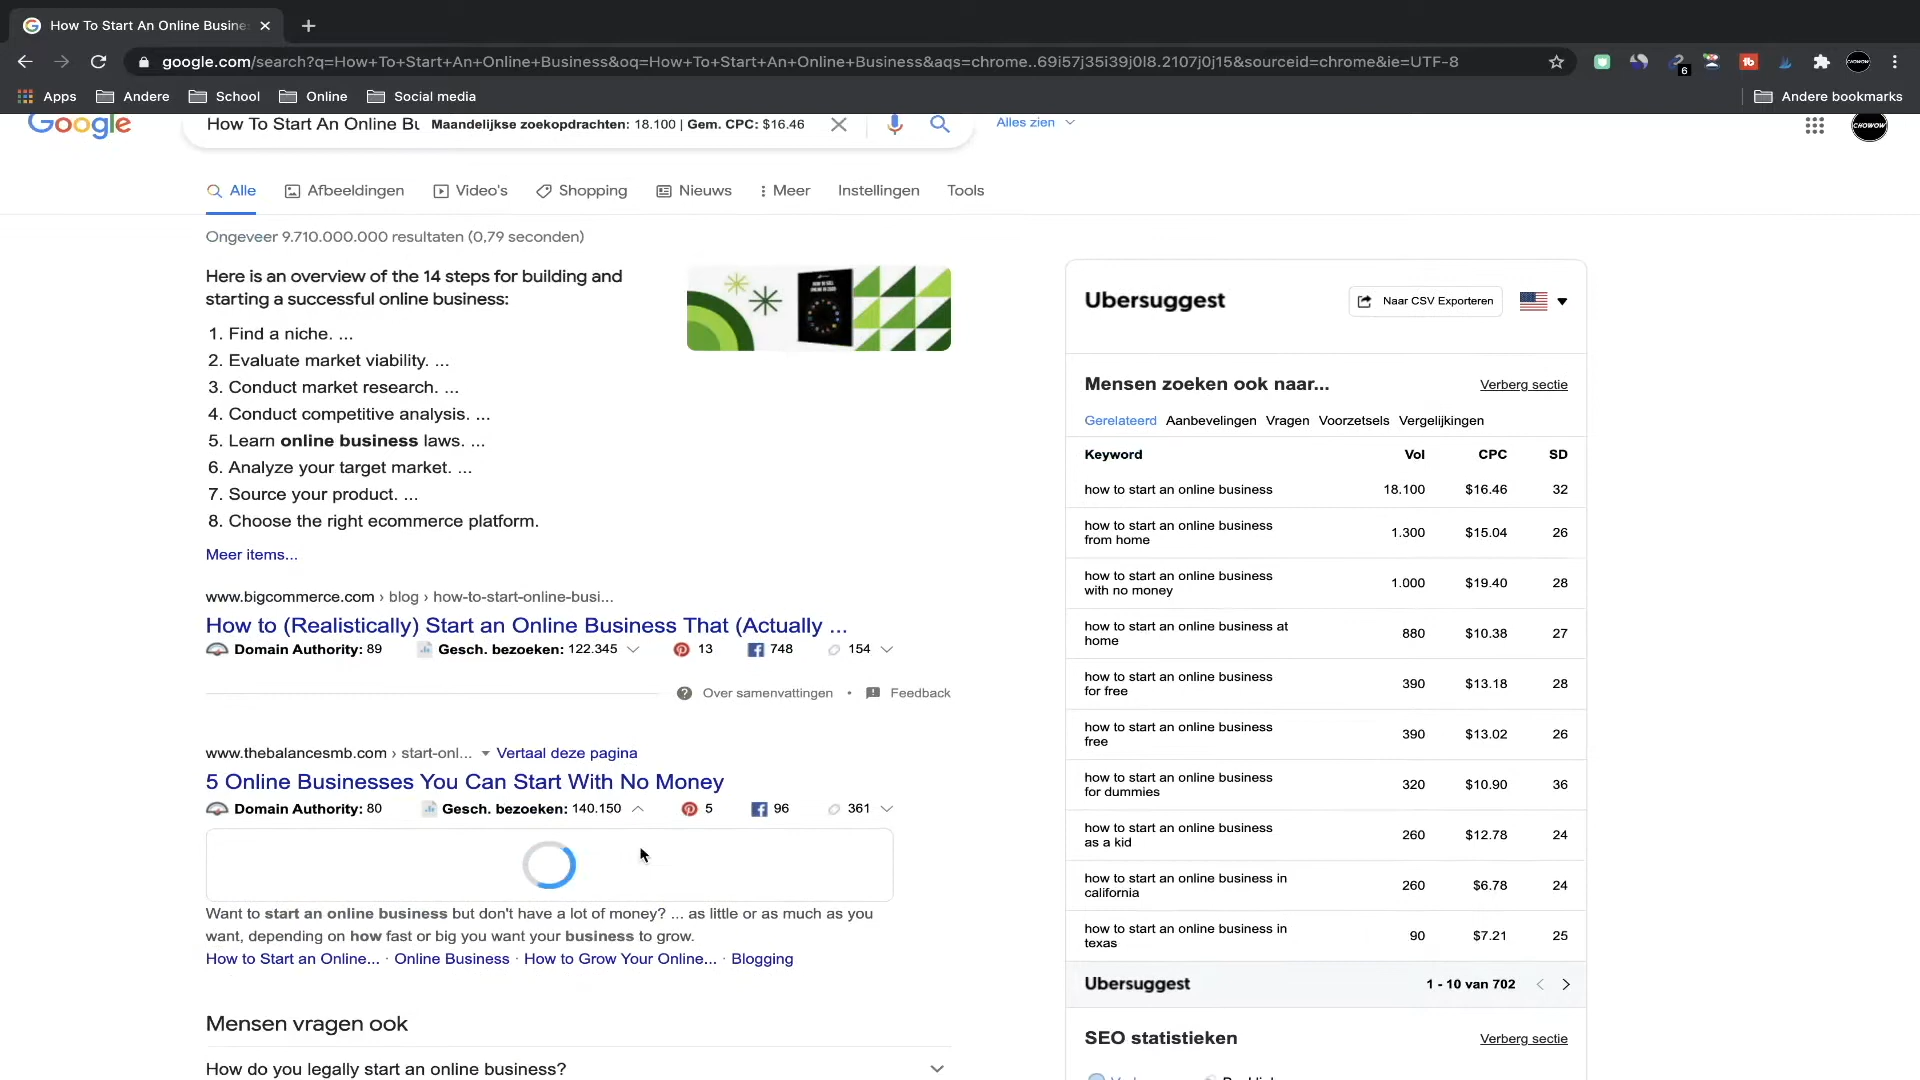 How To Start An Online Busine
google.com/search?q=How+To+Start+An+Online+Business&oq=How+To+Start+An+Online+Business&aqs=chrome..69i57j35i39j0l8.2107j0j15&sourceid=chrome&ie=UTF-8
6
Apps Andere School Online Social media Andere bookmarks
Google How To Start An Online Bu Maandelijkse zoekopdrachten: 18.100 | Gem. CPC: $16.46 Alles zien CHOWOW
Alle Afbeeldingen Video's Shopping Nieuws Meer Instellingen Tools
Ongeveer 9.710.000.000 resultaten (0,79 seconden)
Here is an overview of the 14 steps for building and
starting a successful online business:
1. Find a niche. ...
2. Evaluate market viability. ...
3. Conduct market research. ...
4. Conduct competitive analysis. ...
5. Learn online business laws. ...
6. Analyze your target market. ...
7. Source your product. ...
8. Choose the right ecommerce platform.
Meer items...
www.bigcommerce.com › blog › how-to-start-online-busi...
How to (Realistically) Start an Online Business That (Actually ...
Domain Authority: 89 Gesch. bezoeken: 122.345 13 748 154
Over samenvattingen • Feedback
www.thebalancesmb.com › start-onl... Vertaal deze pagina
5 Online Businesses You Can Start With No Money
Domain Authority: 80 Gesch. bezoeken: 140.150 5 96 361
Want to start an online business but don't have a lot of money? ... as little or as much as you
want, depending on how fast or big you want your business to grow.
How to Start an Online... · Online Business · How to Grow Your Online... · Blogging
Mensen vragen ook
How do you legally start an online business?
Ubersuggest Naar CSV Exporteren
Mensen zoeken ook naar... Verberg sectie
Gerelateerd Aanbevelingen Vragen Voorzetsels Vergelijkingen
Keyword Vol CPC SD
how to start an online business 18.100 $16.46 32
how to start an online business
from home 1.300 $15.04 26
how to start an online business
with no money 1.000 $19.40 28
how to start an online business at
home 880 $10.38 27
how to start an online business
for free 390 $13.18 28
how to start an online business
free 390 $13.02 26
how to start an online business
for dummies 320 $10.90 36
how to start an online business
as a kid 260 $12.78 24
how to start an online business in
california 260 $6.78 24
how to start an online business in
texas 90 $7.21 25
Ubersuggest 1 - 10 van 702
SEO statistieken Verberg sectie